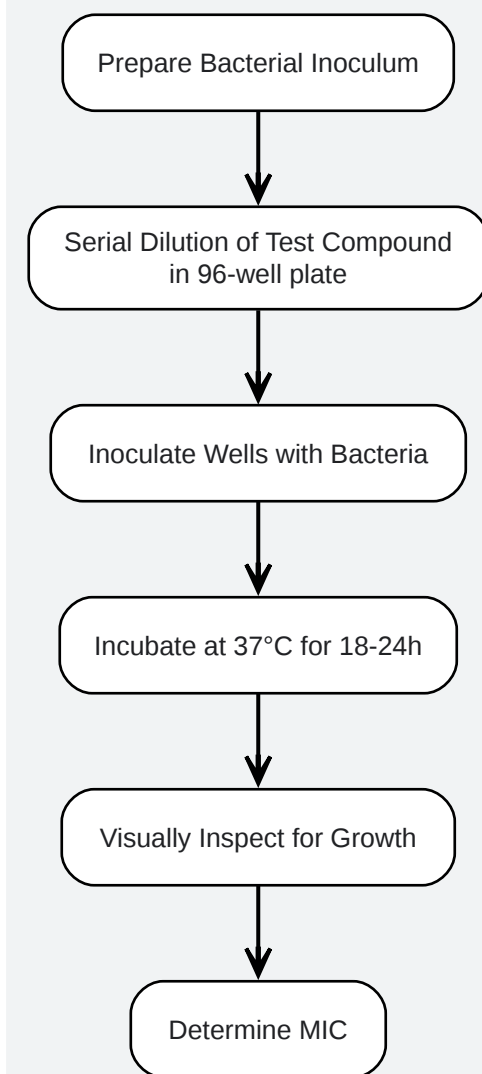 Prepare Bacterial Inoculum
Serial Dilution of Test Compound
in 96-well plate
Inoculate Wells with Bacteria
Incubate at 37°C for 18-24h
Visually Inspect for Growth
Determine MIC